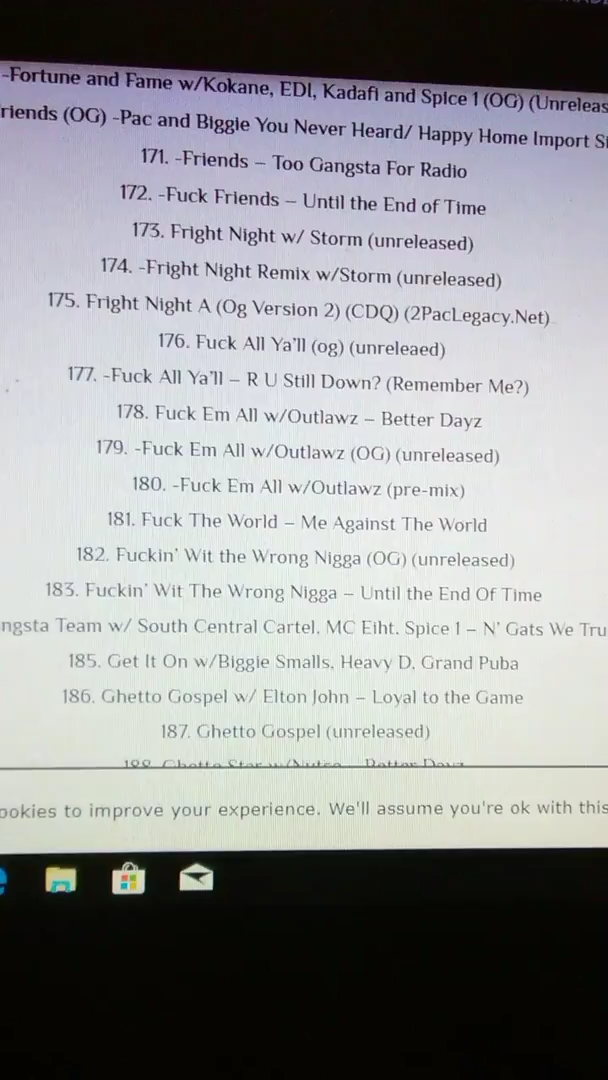 -Fortune and Fame w/Kokane, EDI, Kadafi and Spice 1 (OG) (Unreleas
riends (OG) -Pac and Biggie You Never Heard/ Happy Home Import S
171. -Friends – Too Gangsta For Radio
172. -Fuck Friends – Until the End of Time
173. Fright Night w/ Storm (unreleased)
174. -Fright Night Remix w/Storm (unreleased)
175. Fright Night A (Og Version 2) (CDQ) (2PacLegacy.Net)
176. Fuck All Ya'll (og) (unreleaed)
177. -Fuck All Ya'll – R U Still Down? (Remember Me?)
178. Fuck Em All w/Outlawz – Better Dayz
179. -Fuck Em All w/Outlawz (OG) (unreleased)
180. -Fuck Em All w/Outlawz (pre-mix)
181. Fuck The World – Me Against The World
182. Fuckin' Wit the Wrong Nigga (OG) (unreleased)
183. Fuckin' Wit The Wrong Nigga – Until the End Of Time
ngsta Team w/ South Central Cartel, MC Eiht, Spice 1 – N' Gats We Tru
185. Get It On w/Biggie Smalls, Heavy D, Grand Puba
186. Ghetto Gospel w/ Elton John – Loyal to the Game
187. Ghetto Gospel (unreleased)
188. Ghetto Star w/Nutso – Better Dayz
ookies to improve your experience. We'll assume you're ok with this